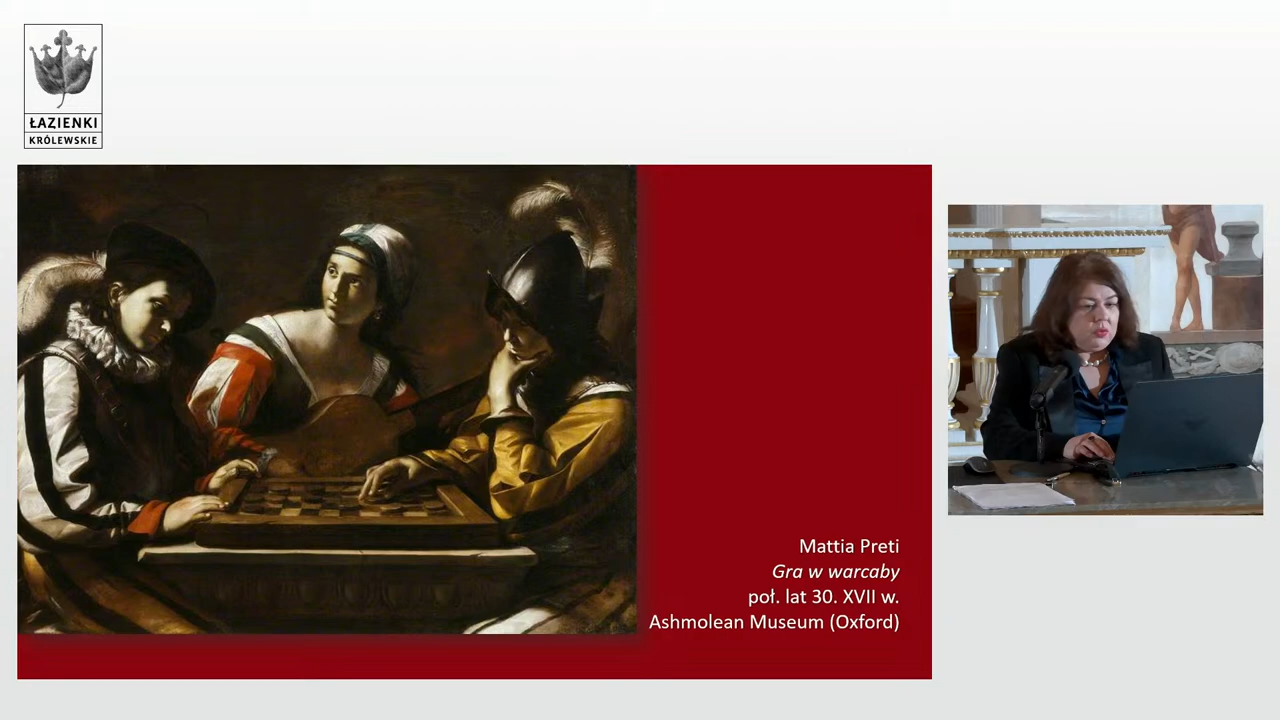 ŁAZIENKI
KRÓLEWSKIE
Mattia Preti
Gra w warcaby
poł. lat 30. XVII w.
Ashmolean Museum (Oxford)